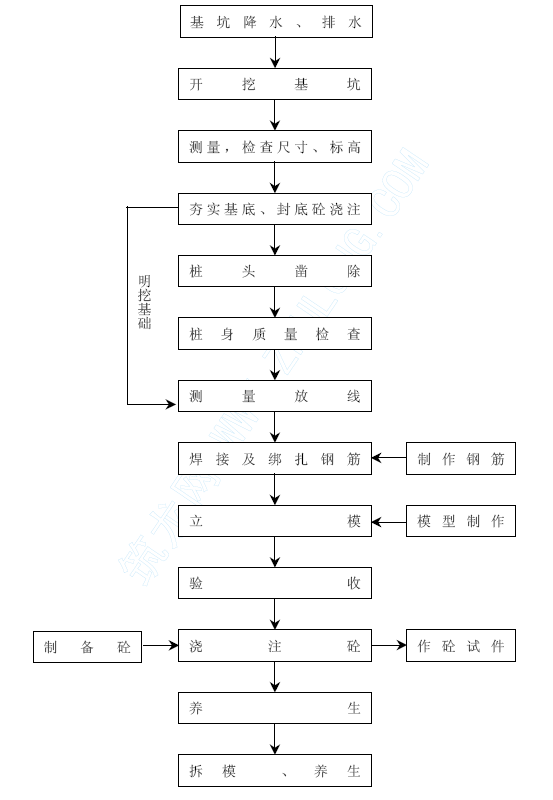 基坑降水、排水
开挖基坑
测量，检查尺寸、标高
夯实基底、封底砼浇注
明挖基础
桩头凿除
桩身质量检查
测量放线
焊接及绑扎钢筋
制作钢筋
立模
模型制作
验收
制备砼
浇注砼
作砼试件
养生
拆模、养生